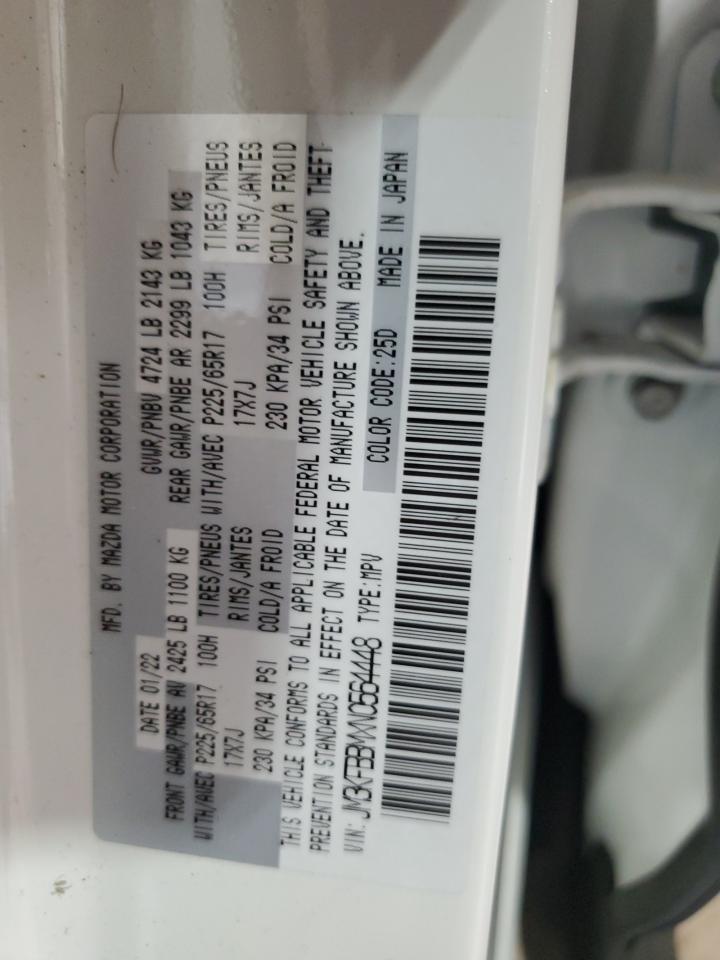 MFD. BY MAZDA MOTOR CORPORATION
DATE 01/22 GVWR/PNBV 4724 LB 2143 KG
FRONT GAWR/PNBE AV 2425 LB 1100 KG REAR GAWR/PNBE AR 2299 LB 1043 KG
WITH/AVEC P225/65R17 100H TIRES/PNEUS WITH/AVEC P225/65R17 100H TIRES/PNEUS
17X7J RIMS/JANTES 17X7J RIMS/JANTES
230 KPA/34 PSI COLD/A FROID 230 KPA/34 PSI COLD/A FROID
THIS VEHICLE CONFORMS TO ALL APPLICABLE FEDERAL MOTOR VEHICLE SAFETY AND THEFT
PREVENTION STANDARDS IN EFFECT ON THE DATE OF MANUFACTURE SHOWN ABOVE.
VIN: JM3KFBBMXN0564448 TYPE:MPV COLOR CODE:25D MADE IN JAPAN